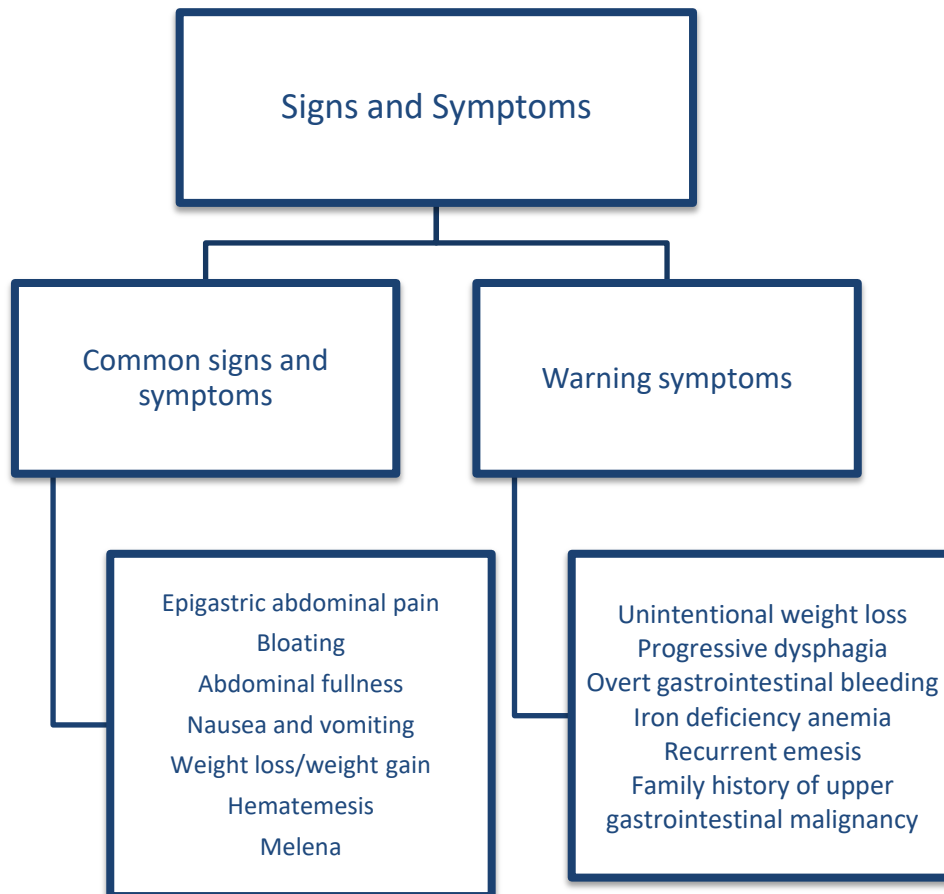 Signs and Symptoms
Common signs and
symptoms
Warning symptoms
Epigastric abdominal pain
Bloating
Abdominal fullness
Nausea and vomiting
Weight loss/weight gain
Hematemesis
Melena
Unintentional weight loss
Progressive dysphagia
Overt gastrointestinal bleeding
Iron deficiency anemia
Recurrent emesis
Family history of upper
gastrointestinal malignancy